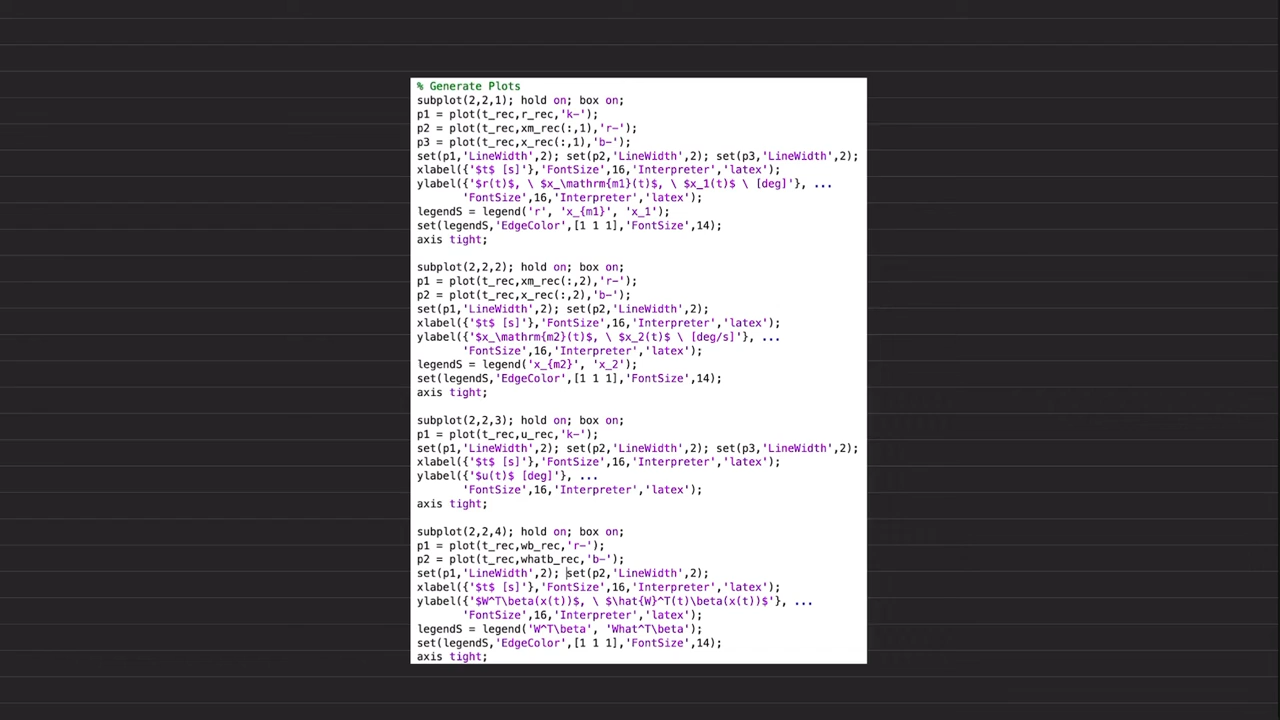 % Generate Plots
subplot(2,2,1); hold on; box on;
p1 = plot(t_rec,r_rec,'k-');
p2 = plot(t_rec,xm_rec(:,1),'r-');
p3 = plot(t_rec,x_rec(:,1),'b-');
set(p1,'LineWidth',2); set(p2,'LineWidth',2); set(p3,'LineWidth',2);
xlabel({'$t$ [s]'},'FontSize',16,'Interpreter','latex');
ylabel({'$r(t)$, \ $x_\mathrm{m1}(t)$, \ $x_1(t)$ \ [deg]'}, ...
'FontSize',16,'Interpreter','latex');
legendS = legend('r', 'x_{m1}', 'x_1');
set(legendS,'EdgeColor',[1 1 1],'FontSize',14);
axis tight;
subplot(2,2,2); hold on; box on;
p1 = plot(t_rec,xm_rec(:,2),'r-');
p2 = plot(t_rec,x_rec(:,2),'b-');
set(p1,'LineWidth',2); set(p2,'LineWidth',2);
xlabel({'$t$ [s]'},'FontSize',16,'Interpreter','latex');
ylabel({'$x_\mathrm{m2}(t)$, \ $x_2(t)$ \ [deg/s]'}, ...
'FontSize',16,'Interpreter','latex');
legendS = legend('x_{m2}', 'x_2');
set(legendS,'EdgeColor',[1 1 1],'FontSize',14);
axis tight;
subplot(2,2,3); hold on; box on;
p1 = plot(t_rec,u_rec,'k-');
set(p1,'LineWidth',2); set(p2,'LineWidth',2); set(p3,'LineWidth',2);
xlabel({'$t$ [s]'},'FontSize',16,'Interpreter','latex');
ylabel({'$u(t)$ [deg]'}, ...
'FontSize',16,'Interpreter','latex');
axis tight;
subplot(2,2,4); hold on; box on;
p1 = plot(t_rec,wb_rec,'r-');
p2 = plot(t_rec,whatb_rec,'b-');
set(p1,'LineWidth',2); set(p2,'LineWidth',2);
xlabel({'$t$ [s]'},'FontSize',16,'Interpreter','latex');
ylabel({'$W^T\beta(x(t))$, \ $\hat{W}^T(t)\beta(x(t))$'}, ...
'FontSize',16,'Interpreter','latex');
legendS = legend('W^T\beta', 'What^T\beta');
set(legendS,'EdgeColor',[1 1 1],'FontSize',14);
axis tight;